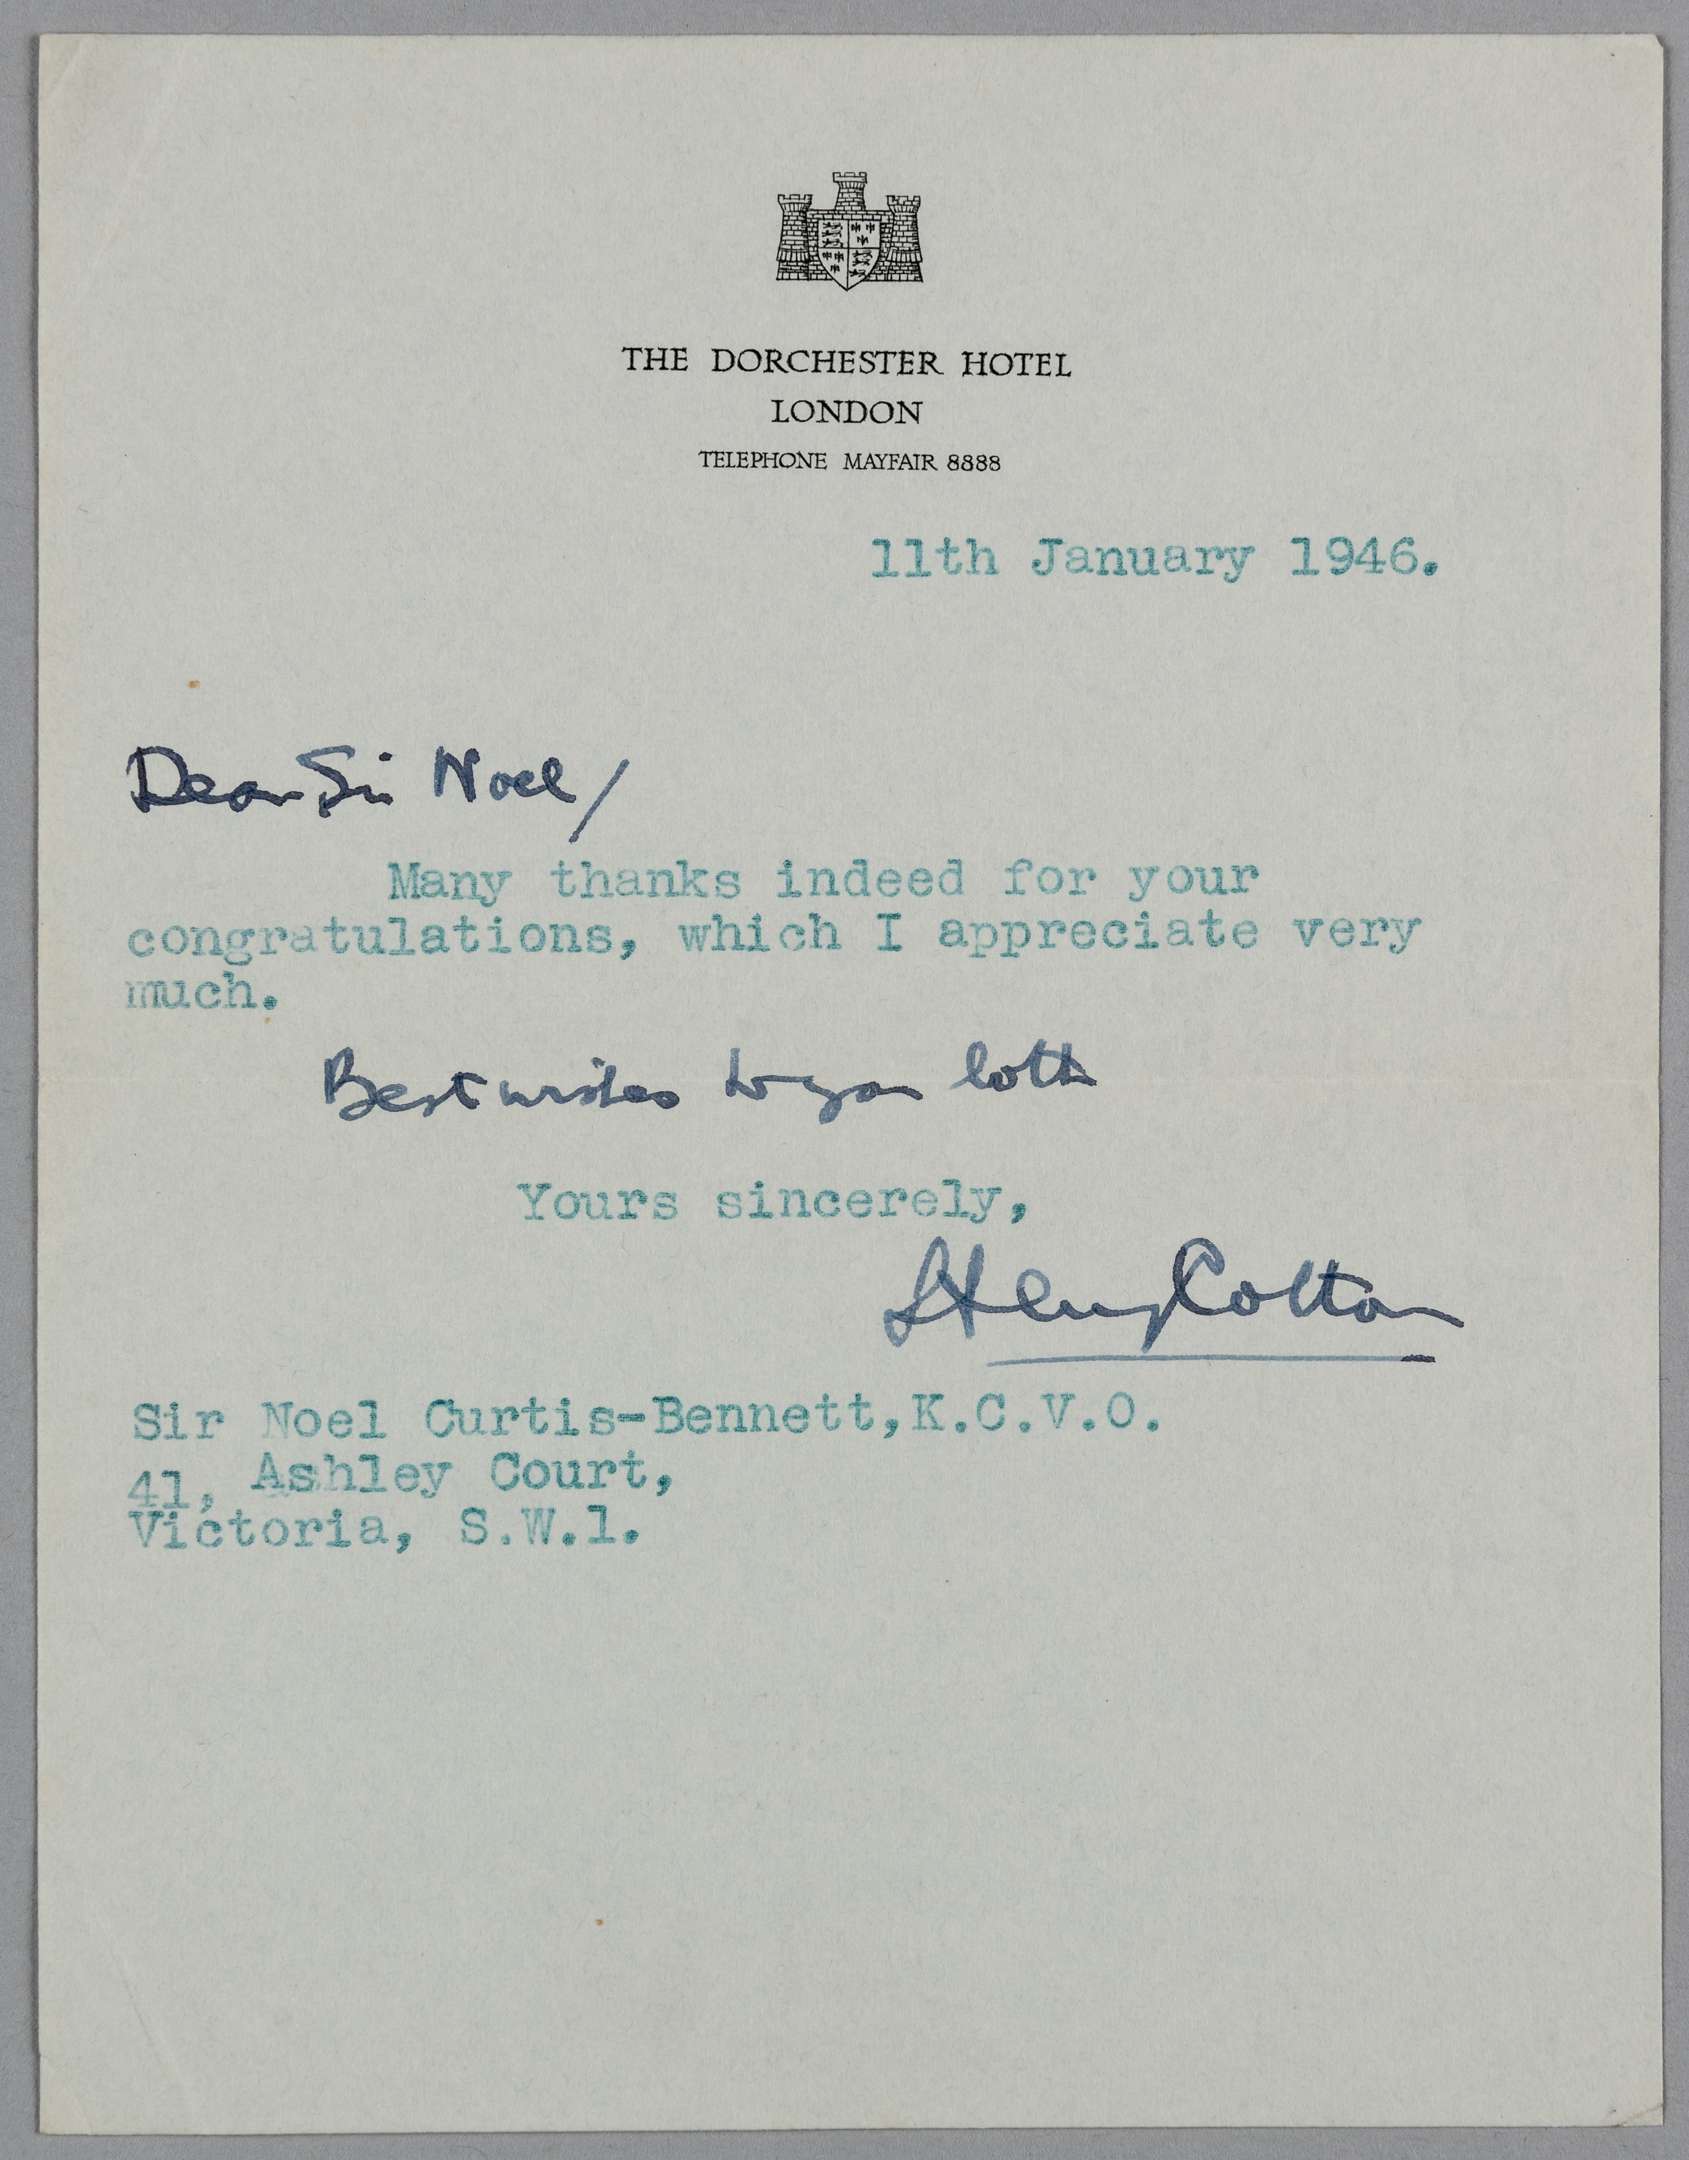 THE DORCHESTER HOTEL
LONDON
TELEPHONE MAYFAIR 8888
11th January 1946.
Dear Sir Noel/
Many thanks indeed for your
congratulations, which I appreciate very
much.
Best wishes to you both
Yours sincerely,
Henry Cotton
Sir Noel Curtis-Bennett,K.C.V.O.
41, Ashley Court,
Victoria, S.W.1.